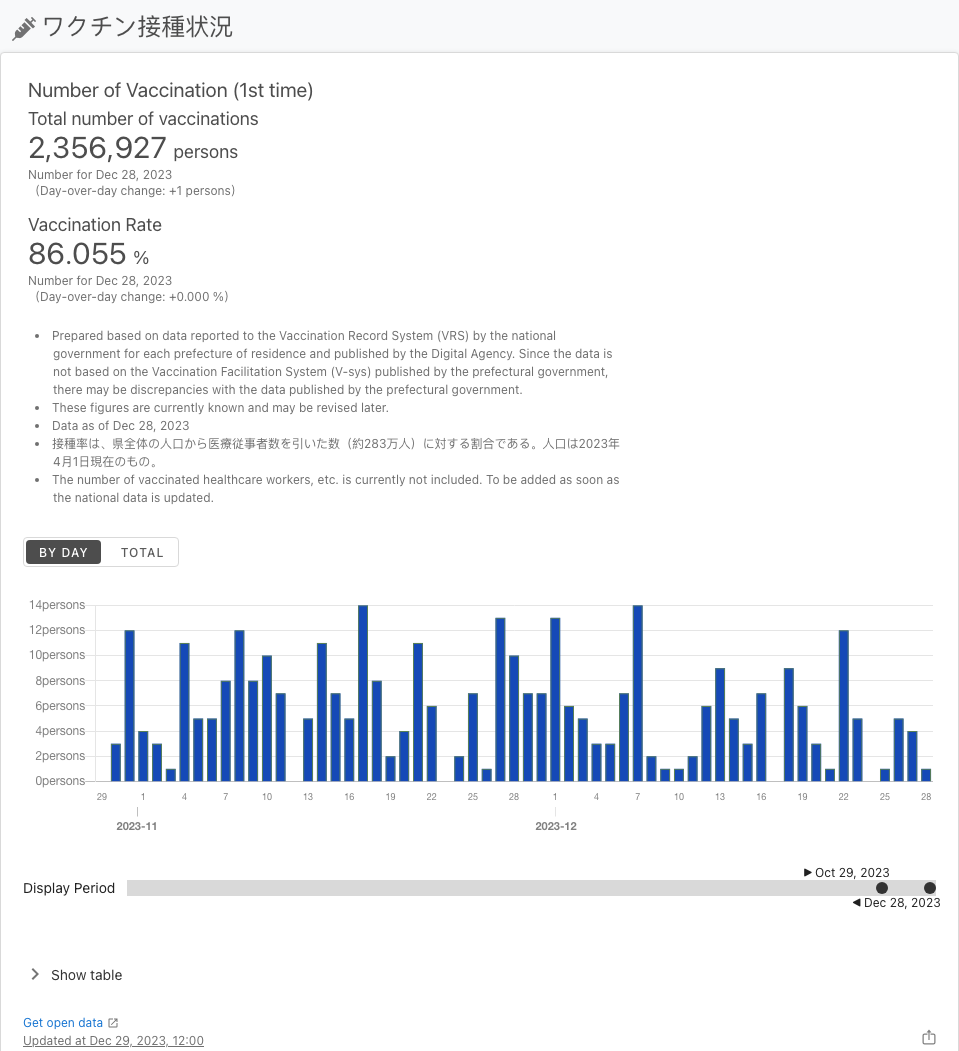 ワクチン接種状況
Number of Vaccination (1st time)
Total number of vaccinations
2,356,927 persons
Number for Dec 28, 2023
(Day-over-day change: +1 persons)
Vaccination Rate
86.055 %
Number for Dec 28, 2023
(Day-over-day change: +0.000 %)
• Prepared based on data reported to the Vaccination Record System (VRS) by the national
government for each prefecture of residence and published by the Digital Agency. Since the data is
not based on the Vaccination Facilitation System (V-sys) published by the prefectural government,
there may be discrepancies with the data published by the prefectural government.
• These figures are currently known and may be revised later.
• Data as of Dec 28, 2023
• 接種率は、県全体の人口から医療従事者数を引いた数（約283万人）に対する割合である。人口は2023年
4月1日現在のもの。
• The number of vaccinated healthcare workers, etc. is currently not included. To be added as soon as
the national data is updated.
BY DAY TOTAL
14persons
12persons
10persons
8persons
6persons
4persons
2persons
0persons
29 1 4 7 10 13 16 19 22 25 28 1 4 7 10 13 16 19 22 25 28
2023-11 2023-12
Oct 29, 2023
Display Period
Dec 28, 2023
Show table
Get open data
Updated at Dec 29, 2023, 12:00